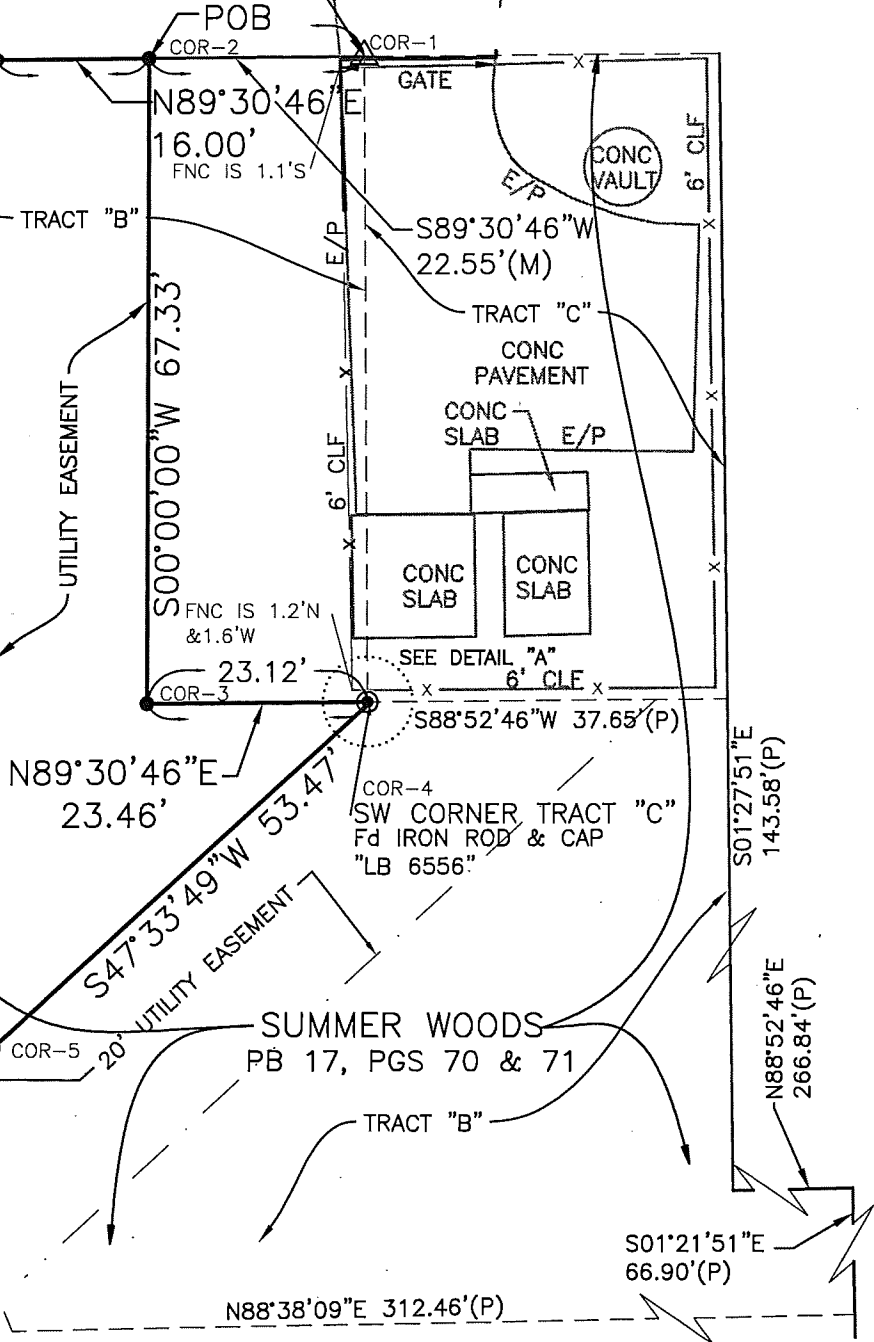 POB
COR-2
COR-1
GATE
N89°30'46"E
16.00'
FNC IS 1.1'S
CONC
VAULT
6' CLF
E/P
TRACT "B"
E/P
S89°30'46"W
22.55'(M)
TRACT "C"
CONC
PAVEMENT
CONC
SLAB
E/P
UTILITY EASEMENT
S00°00'00"W 67.33'
6' CLF
CONC
SLAB
CONC
SLAB
FNC IS 1.2'N
&1.6'W
SEE DETAIL "A"
6' CLF
23.12'
COR-3
S88°52'46"W 37.65'(P)
N89°30'46"E
23.46'
COR-4
SW CORNER TRACT "C"
Fd IRON ROD & CAP
"LB 6556"
S01°27'51"E
143.58'(P)
S47°33'49"W 53.47'
20' UTILITY EASEMENT
SUMMER WOODS
PB 17, PGS 70 & 71
COR-5
N88°52'46"E
266.84'(P)
TRACT "B"
S01°21'51"E
66.90'(P)
N88°38'09"E 312.46'(P)